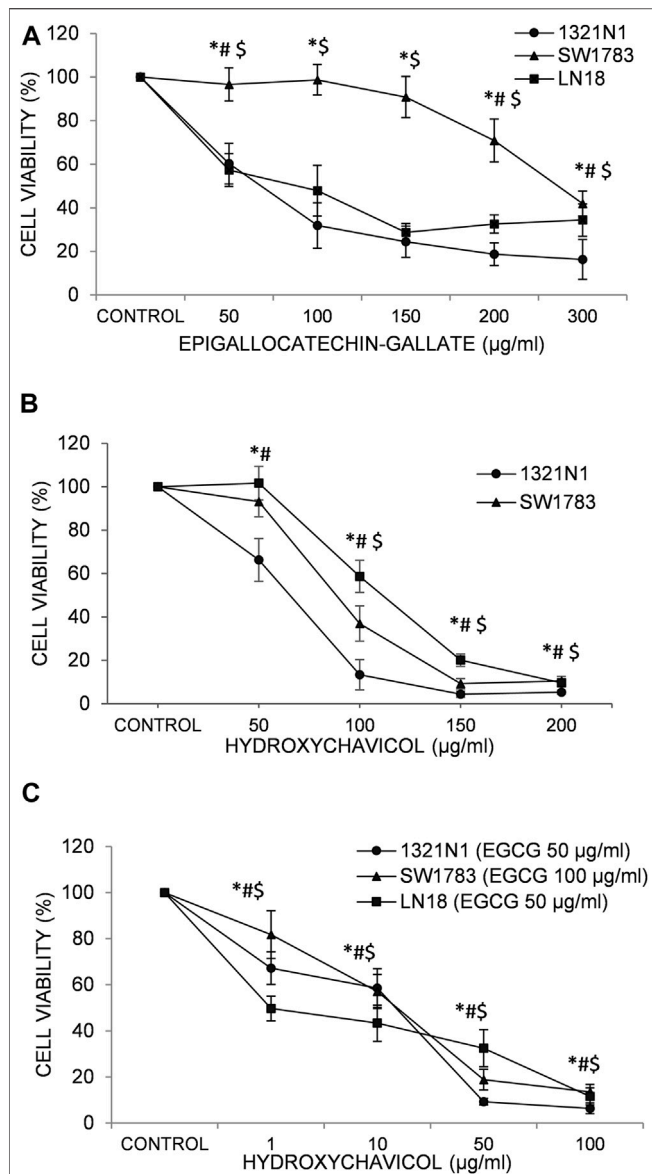 A
120
100
80
60
40
20
0
CELL VIABILITY (%)
*# $
*$
*$
*# $
*# $
1321N1
SW1783
LN18
CONTROL 50 100 150 200 300
EPIGALLOCATECHIN-GALLATE (µg/ml)
B
120
100
80
60
40
20
0
CELL VIABILITY (%)
*#
*# $
*# $
*# $
1321N1
SW1783
CONTROL 50 100 150 200
HYDROXYCHAVICOL (µg/ml)
C
120
100
80
60
40
20
0
CELL VIABILITY (%)
1321N1 (EGCG 50 µg/ml)
SW1783 (EGCG 100 µg/ml)
LN18 (EGCG 50 µg/ml)
*#$
*#$
*#$
*#$
CONTROL 1 10 50 100
HYDROXYCHAVICOL (µg/ml)